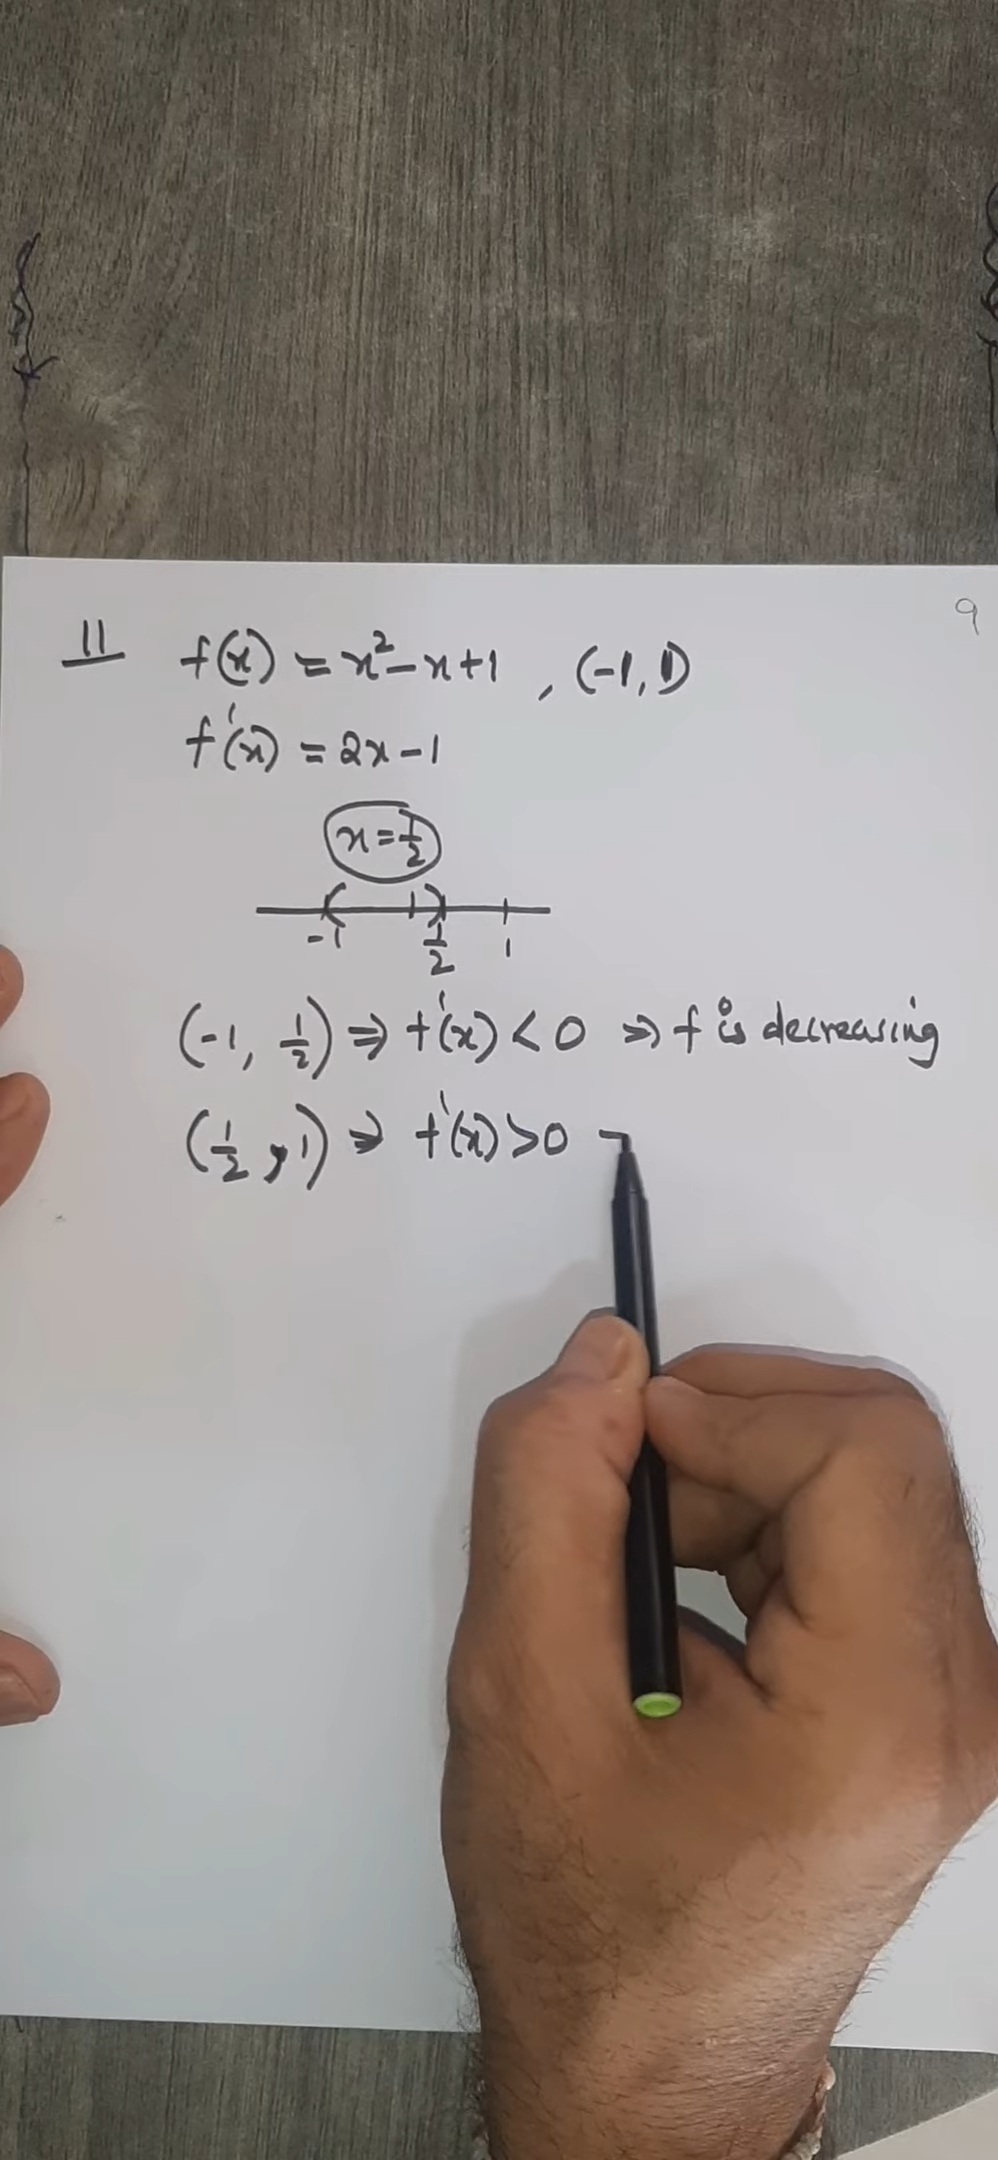 9
11 f(x) = x² - x + 1 , (-1, 1)
f'(x) = 2x - 1
x = 1/2
-1 1/2 1
(-1, 1/2) ⇒ f'(x) < 0 ⇒ f is decreasing
(1/2, 1) ⇒ f'(x) > 0